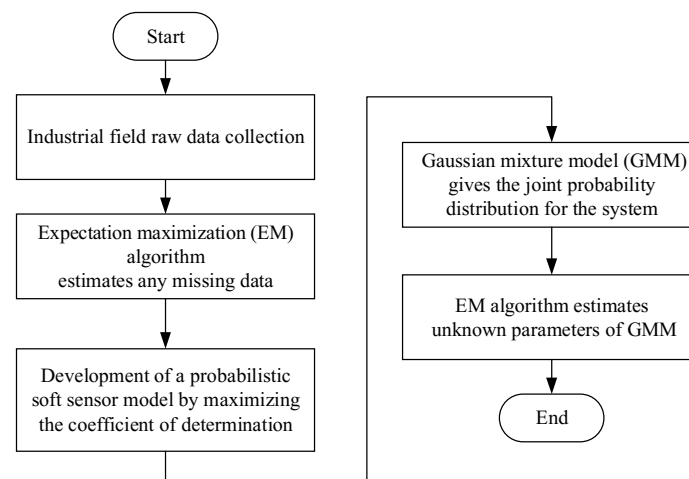 Start
Industrial field raw data collection
Expectation maximization (EM)
algorithm
estimates any missing data
Development of a probabilistic
soft sensor model by maximizing
the coefficient of determination
Gaussian mixture model (GMM)
gives the joint probability
distribution for the system
EM algorithm estimates
unknown parameters of GMM
End